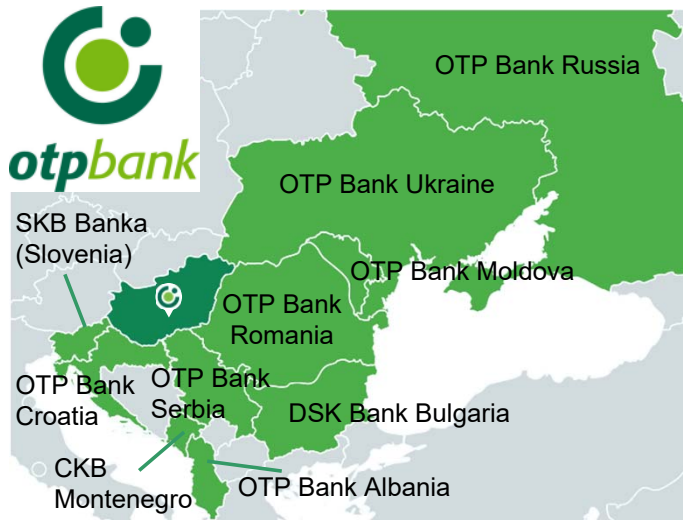 otpbank
OTP Bank Russia
OTP Bank Ukraine
SKB Banka
(Slovenia)
OTP Bank Moldova
OTP Bank
Romania
OTP Bank
Croatia
OTP Bank
Serbia
DSK Bank Bulgaria
CKB
Montenegro
OTP Bank Albania